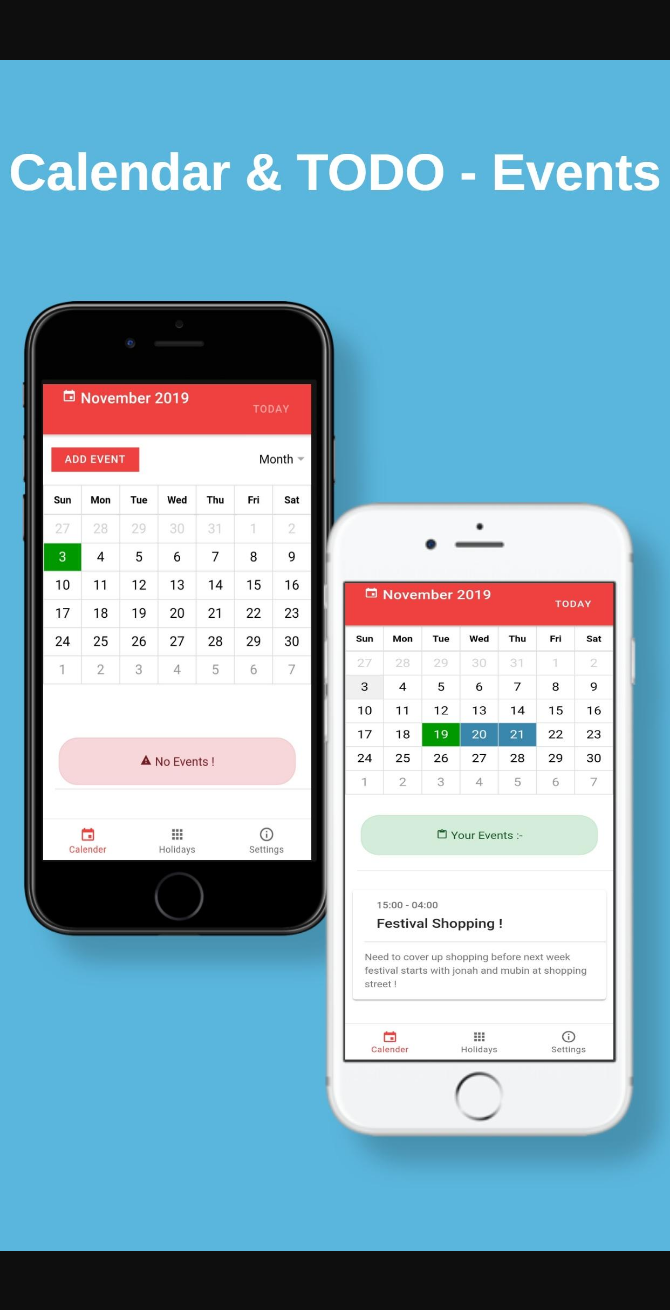 Calendar & TODO - Events
November 2019
TODAY
ADD EVENT
Month
Sun Mon Tue Wed Thu Fri Sat
27 28 29 30 31 1 2
3 4 5 6 7 8 9
10 11 12 13 14 15 16
17 18 19 20 21 22 23
24 25 26 27 28 29 30
1 2 3 4 5 6 7
No Events !
Calender Holidays Settings
November 2019
TODAY
Sun Mon Tue Wed Thu Fri Sat
27 28 29 30 31 1 2
3 4 5 6 7 8 9
10 11 12 13 14 15 16
17 18 19 20 21 22 23
24 25 26 27 28 29 30
1 2 3 4 5 6 7
Your Events :-
15:00 - 04:00
Festival Shopping !
Need to cover up shopping before next week
festival starts with jonah and mubin at shopping
street !
Calender Holidays Settings